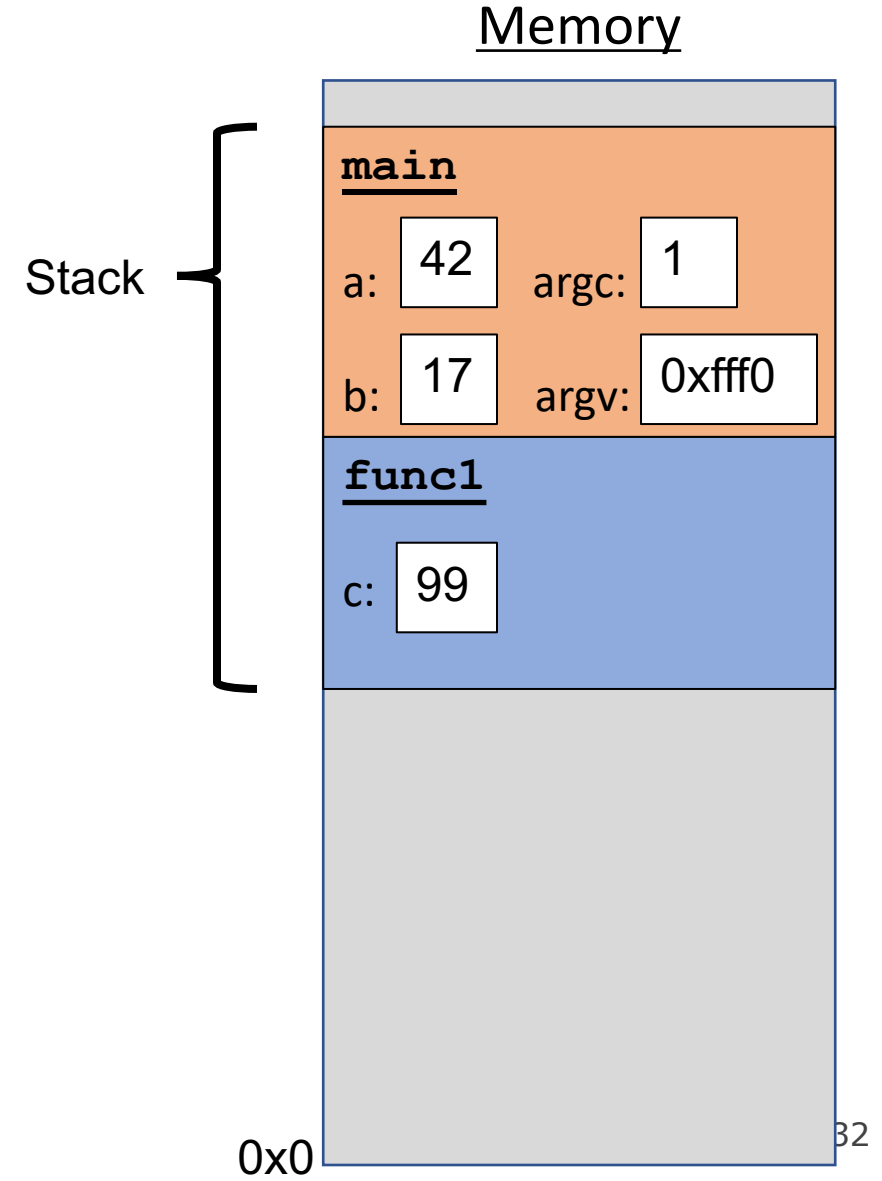 Memory
main
Stack
a: 42 argc: 1
b: 17 argv: 0xfff0
func1
c: 99
32
0x0